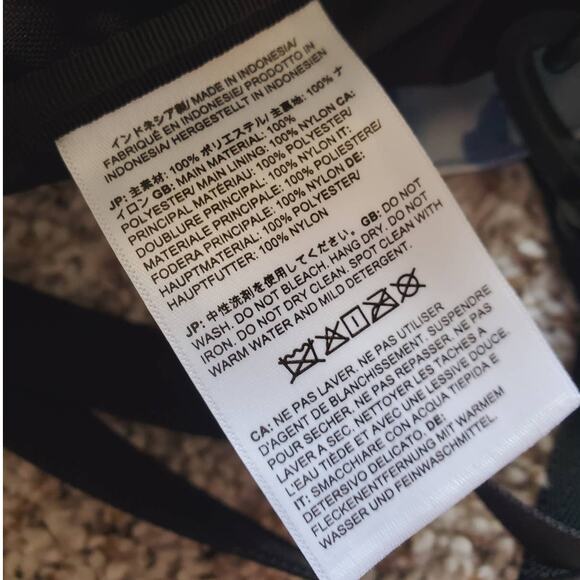 インドネシア製/ MADE IN INDONESIA/
FABRIQUÉ EN INDONESIE/ PRODOTTO IN
INDONESIA/ HERGESTELLT IN INDONESIEN
JP: 主素材: 100% ポリエステル/ 主裏地: 100% ナ
イロン GB: MAIN MATERIAL: 100%
POLYESTER/ MAIN LINING: 100% NYLON CA:
PRINCIPAL MATÉRIAU: 100% POLYESTER/
DOUBLURE PRINCIPALE: 100% NYLON IT:
MATERIALE PRINCIPALE: 100% POLIESTERE/
FODERA PRINCIPALE: 100% NYLON DE:
HAUPTMATERIAL: 100% POLYESTER/
HAUPTFUTTER: 100% NYLON
JP: 中性洗剤を使用してください。 GB: DO NOT
WASH. DO NOT BLEACH. HANG DRY. DO NOT
IRON. DO NOT DRY CLEAN. SPOT CLEAN WITH
WARM WATER AND MILD DETERGENT.
CA: NE PAS LAVER. NE PAS UTILISER
D'AGENT DE BLANCHISSEMENT. SUSPENDRE
POUR SÉCHER. NE PAS REPASSER. NE PAS
LAVER A SEC. NETTOYER LES TACHES A
L'EAU TIÈDE ET AVEC UNE LESSIVE DOUCE.
IT: SMACCHIARE CON ACQUA TIEPIDA E
DETERSIVO DELICATO DE:
FLECKENENTFERNUNG MIT WARMEM
WASSER UND FEINWASCHMITTEL.